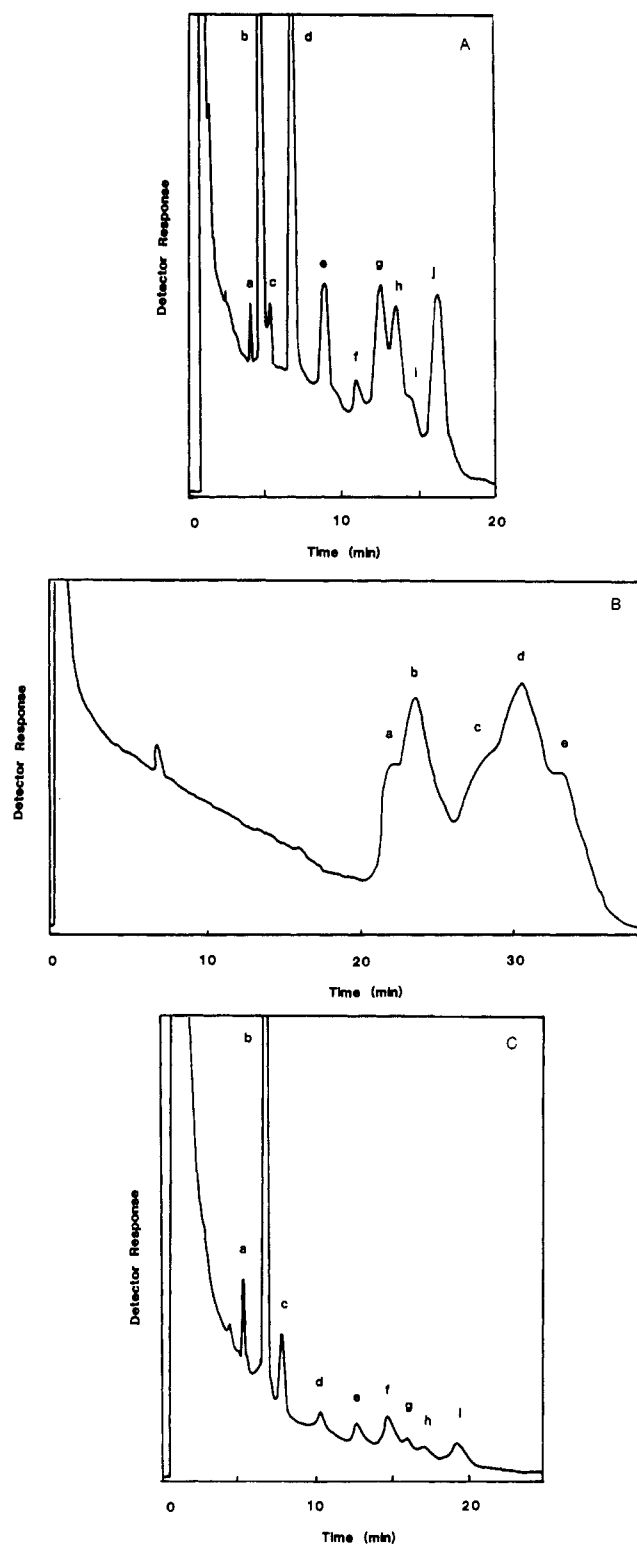 A
b d
a c e f g h i j
Detector Response
0 10 20
Time (min)
B
a b c d e
Detector Response
0 10 20 30
Time (min)
C
b
a c d e f g h i
Detector Response
0 10 20
Time (min)